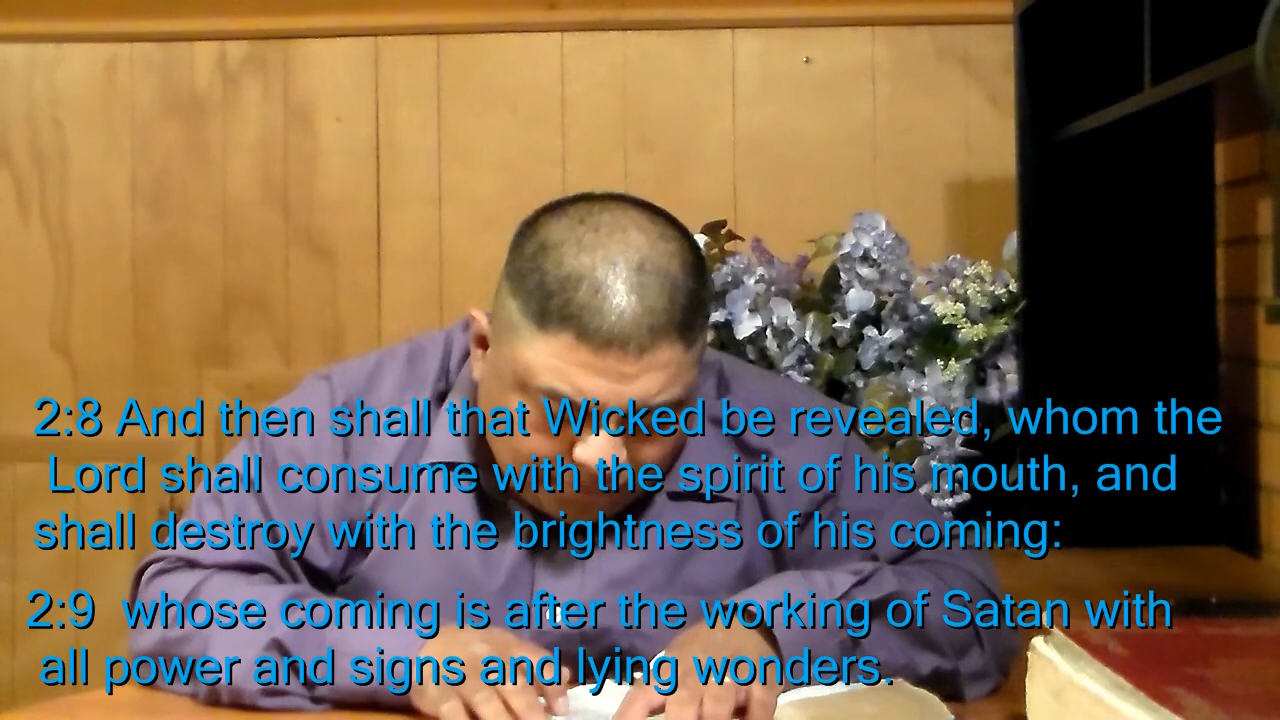 2:8 And then shall that Wicked be revealed, whom the
Lord shall consume with the spirit of his mouth, and
shall destroy with the brightness of his coming:
2:9 whose coming is after the working of Satan with
all power and signs and lying wonders.